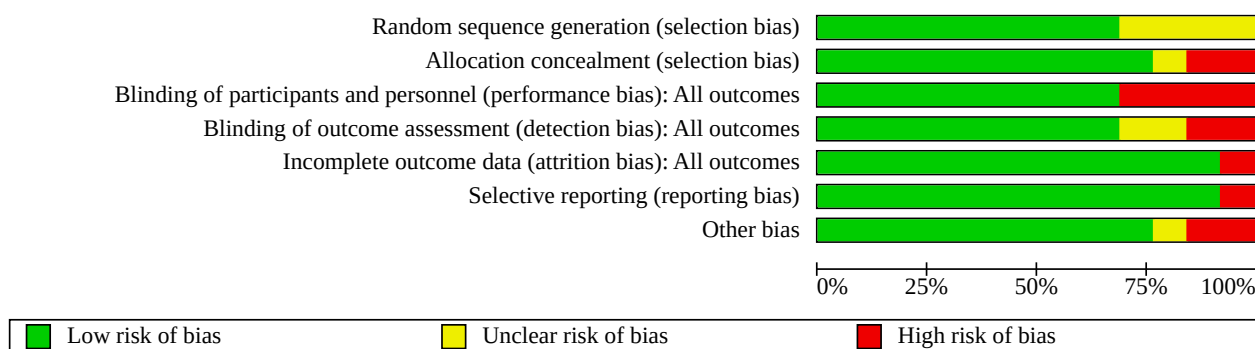 Random sequence generation (selection bias)
Allocation concealment (selection bias)
Blinding of participants and personnel (performance bias): All outcomes
Blinding of outcome assessment (detection bias): All outcomes
Incomplete outcome data (attrition bias): All outcomes
Selective reporting (reporting bias)
Other bias
0% 25% 50% 75% 100%
Low risk of bias Unclear risk of bias High risk of bias